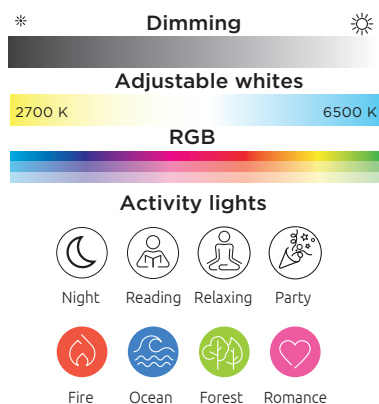 Dimming
Adjustable whites
2700 K 6500 K
RGB
Activity lights
Night Reading Relaxing Party
Fire Ocean Forest Romance